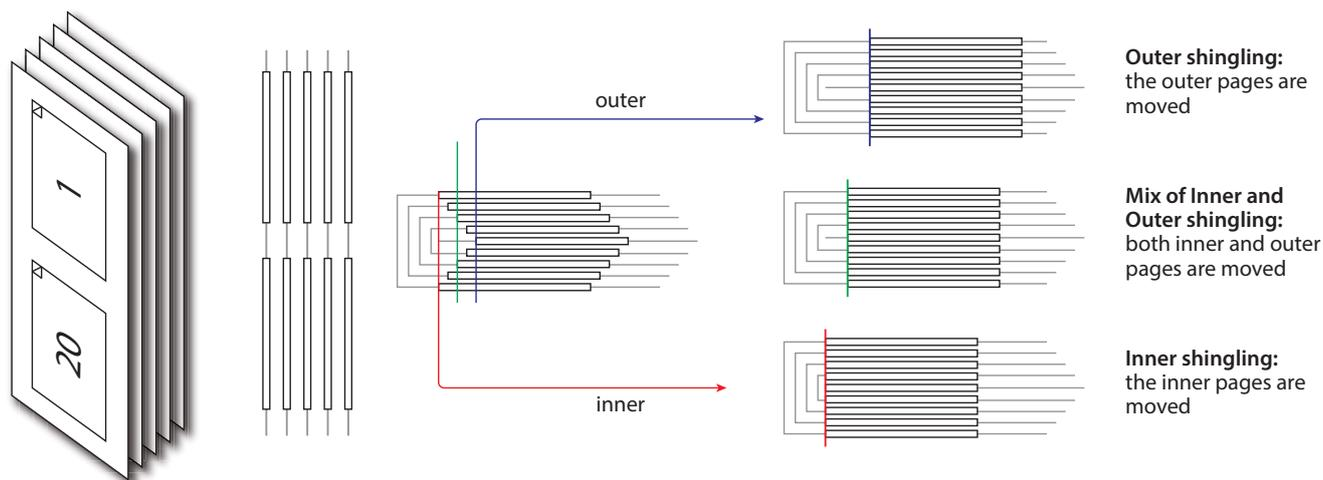 1
20
outer
inner
Outer shingling:
the outer pages are
moved
Mix of Inner and
Outer shingling:
both inner and outer
pages are moved
Inner shingling:
the inner pages are
moved